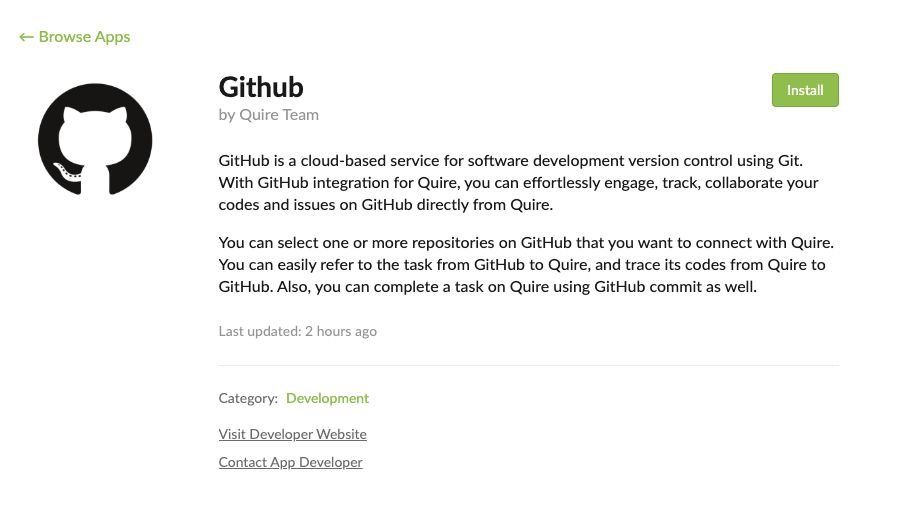 ← Browse Apps
Github
Install
by Quire Team
GitHub is a cloud-based service for software development version control using Git.
With GitHub integration for Quire, you can effortlessly engage, track, collaborate your
codes and issues on GitHub directly from Quire.
You can select one or more repositories on GitHub that you want to connect with Quire.
You can easily refer to the task from GitHub to Quire, and trace its codes from Quire to
GitHub. Also, you can complete a task on Quire using GitHub commit as well.
Last updated: 2 hours ago
Category: Development
Visit Developer Website
Contact App Developer